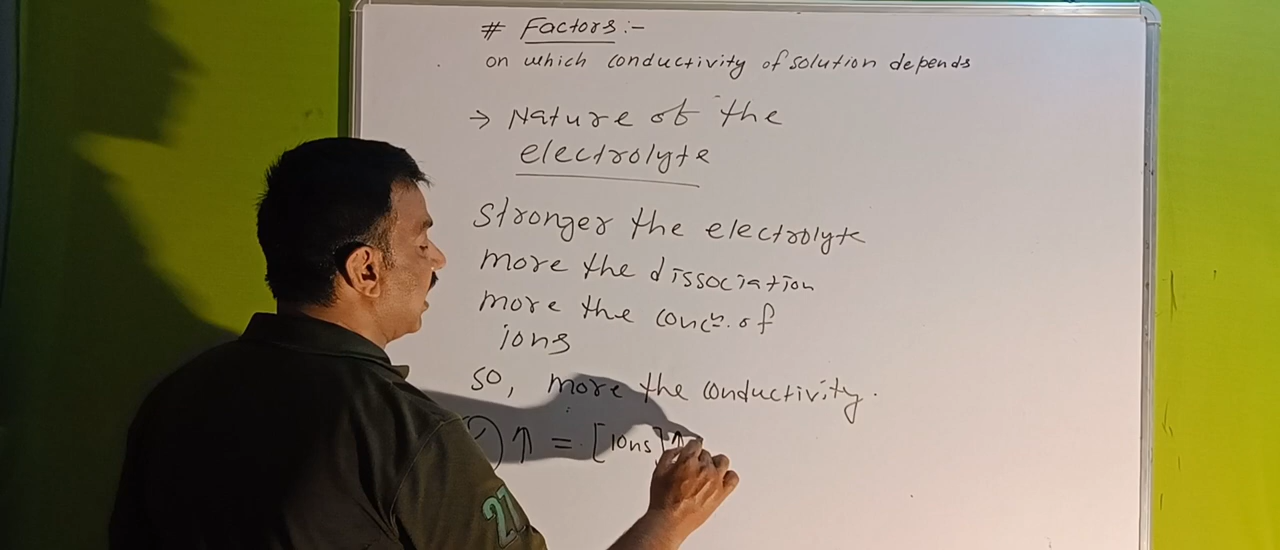 # Factors :-
on which conductivity of solution depends
→ Nature of the
electrolyte
Stronger the electrolyte
more the dissociation
more the concn. of
ions
so, more the conductivity.
↑ = [ions]↑
27